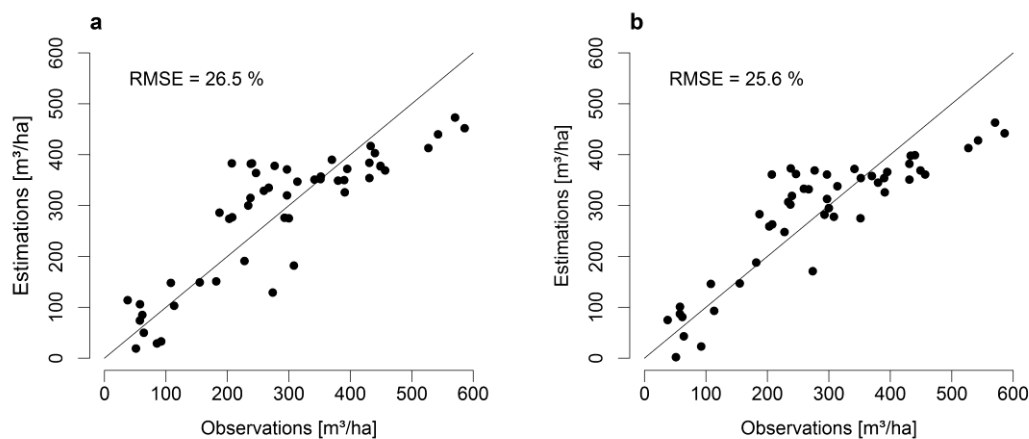 a
RMSE = 26.5 %
Estimations [m³/ha]
600
500
400
300
200
100
0
0 100 200 300 400 500 600
Observations [m³/ha]
b
RMSE = 25.6 %
Estimations [m³/ha]
600
500
400
300
200
100
0
0 100 200 300 400 500 600
Observations [m³/ha]